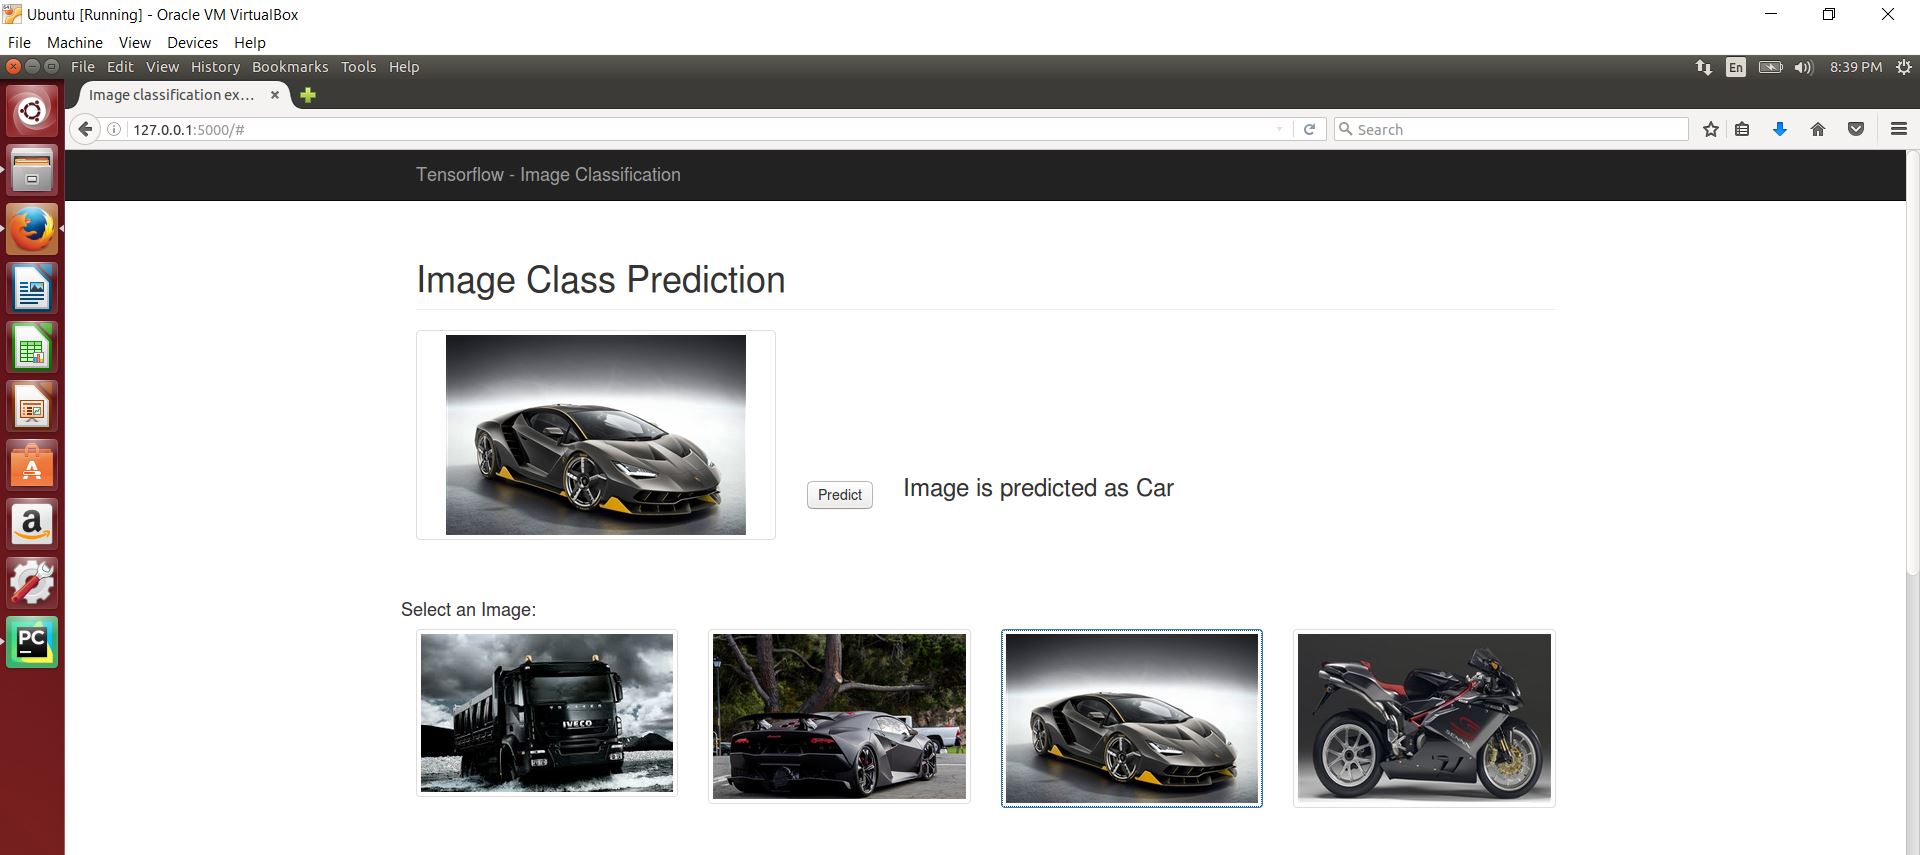 Ubuntu [Running] - Oracle VM VirtualBox
File Machine View Devices Help
File Edit View History Bookmarks Tools Help
En
8:39 PM
Image classification ex...
127.0.0.1:5000/#
Search
Tensorflow - Image Classification
Image Class Prediction
Predict
Image is predicted as Car
Select an Image:
IVECO
SENNA
A
a
PC